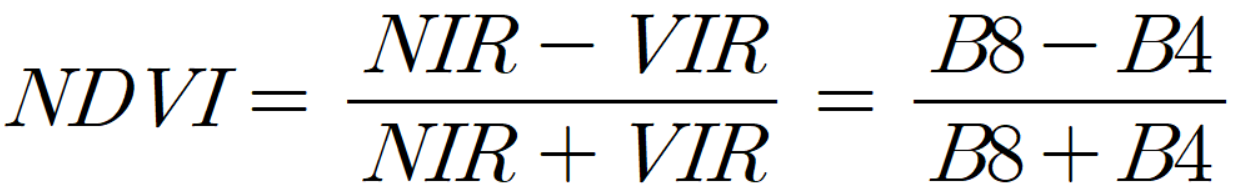 NDVI = (NIR − VIR) / (NIR + VIR) = (B8 − B4) / (B8 + B4)